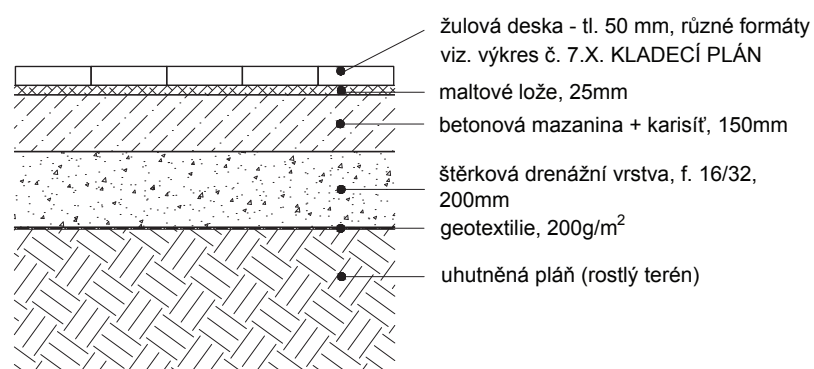 žulová deska - tl. 50 mm, různé formáty
viz. výkres č. 7.X. KLADECÍ PLÁN
maltové lože, 25mm
betonová mazanina + karisíť, 150mm
štěrková drenážní vrstva, f. 16/32,
200mm
geotextilie, 200g/m²
uhutněná pláň (rostlý terén)